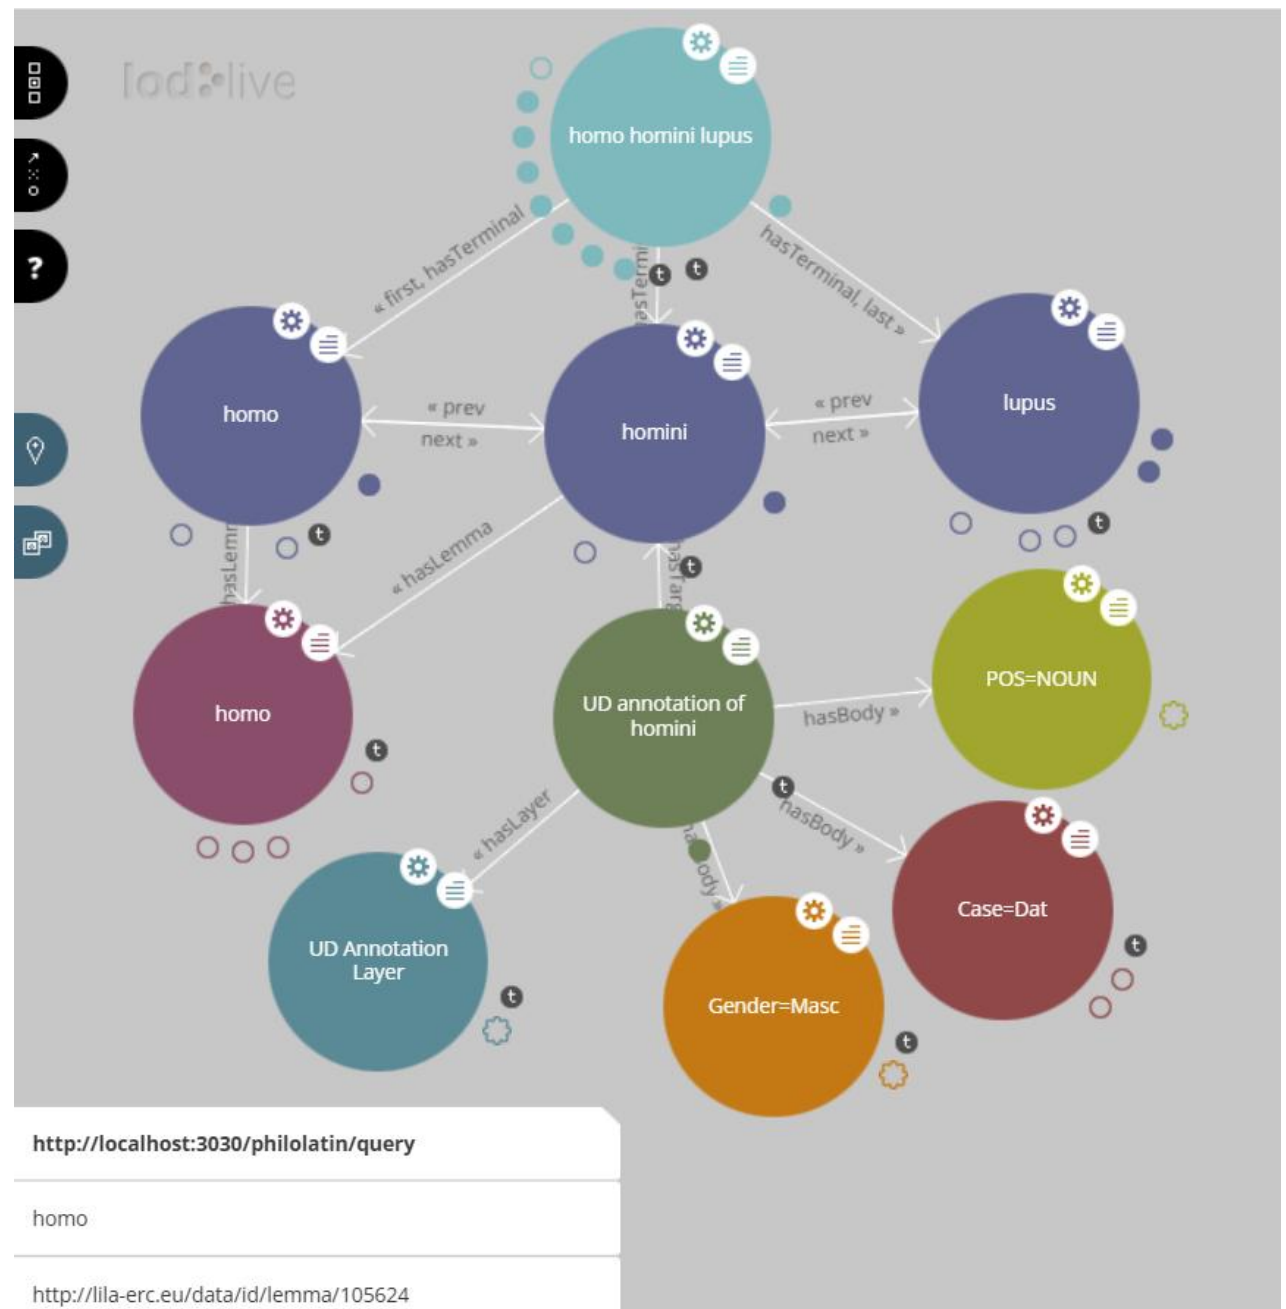 lod live
homo homini lupus
« first, hasTerminal
hasTerminal, last »
homo
« prev
next »
homini
« prev
next »
lupus
« hasLemma
homo
UD annotation of
homini
hasBody »
POS=NOUN
« hasLayer
hasBody »
UD Annotation
Layer
Gender=Masc
Case=Dat
http://localhost:3030/philolatin/query
homo
http://lila-erc.eu/data/id/lemma/105624